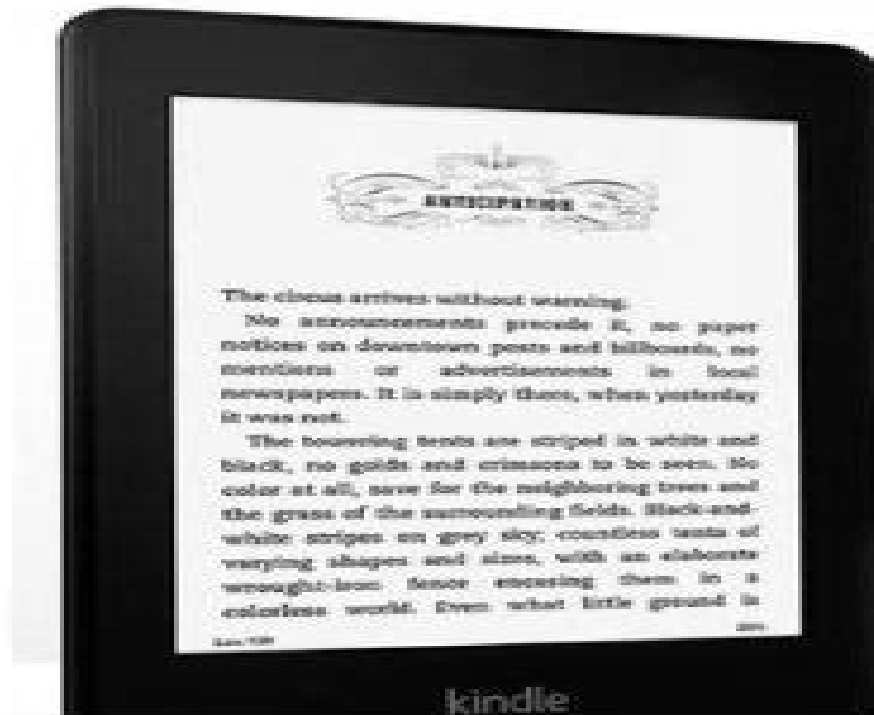 ANTICIPATION
The circus arrives without warning.
No announcements precede it, no paper
notices on downtown posts and billboards, no
mentions or advertisements in local
newspapers. It is simply there, when yesterday
it was not.
The towering tents are striped in white and
black, no golds and crimsons to be seen. No
color at all, save for the neighboring trees and
the grass of the surrounding fields. Black-and-
white stripes on grey sky; countless tents of
varying shapes and sizes, with an elaborate
wrought-iron fence encasing them in a
colorless world. Even what little ground is
kindle